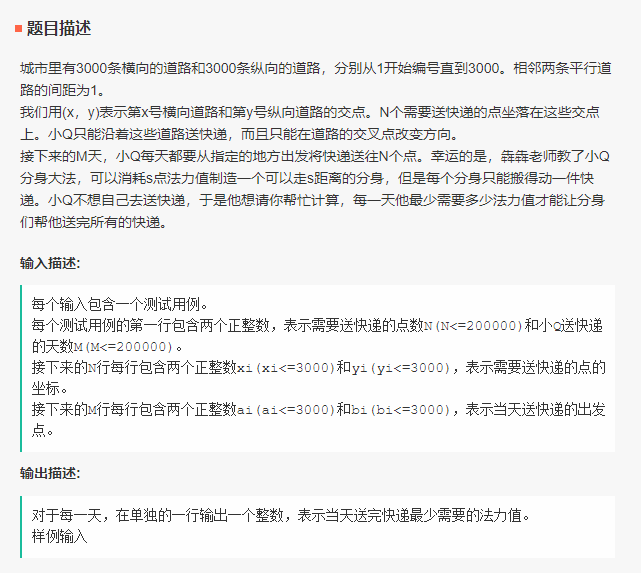 题目描述
城市里有3000条横向的道路和3000条纵向的道路，分别从1开始编号直到3000。相邻两条平行道
路的间距为1。
我们用(x，y)表示第x号横向道路和第y号纵向道路的交点。N个需要送快递的点坐落在这些交点
上。小Q只能沿着这些道路送快递，而且只能在道路的交叉点改变方向。
接下来的M天，小Q每天都要从指定的地方出发将快递送往N个点。幸运的是，犇犇老师教了小Q
分身大法，可以消耗s点法力值制造一个可以走s距离的分身，但是每个分身只能搬得动一件快
递。小Q不想自己去送快递，于是他想请你帮忙计算，每一天他最少需要多少法力值才能让分身
们帮他送完所有的快递。
输入描述:
每个输入包含一个测试用例。
每个测试用例的第一行包含两个正整数，表示需要送快递的点数N(N<=200000)和小Q送快递
的天数M(M<=200000)。
接下来的N行每行包含两个正整数xi(xi<=3000)和yi(yi<=3000)，表示需要送快递的点的
坐标。
接下来的M行每行包含两个正整数ai(ai<=3000)和bi(bi<=3000)，表示当天送快递的出发
点。
输出描述:
对于每一天，在单独的一行输出一个整数，表示当天送完快递最少需要的法力值。
样例输入